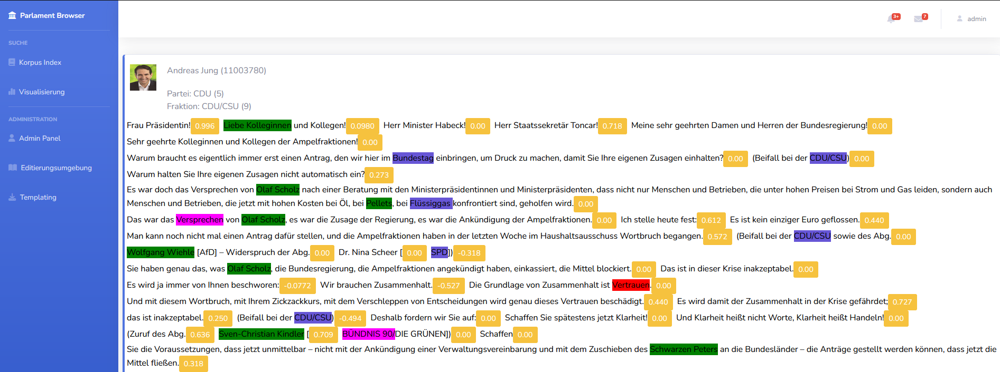 Parlament Browser
SUCHE
Korpus Index
Visualisierung
ADMINISTRATION
Admin Panel
Editierungsumgebung
Templating
3+
7
admin
Andreas Jung (11003780)
Partei: CDU (5)
Fraktion: CDU/CSU (9)
Frau Präsidentin! 0.996 Liebe Kolleginnen und Kollegen! 0.0980 Herr Minister Habeck! 0.00 Herr Staatssekretär Toncar! 0.718 Meine sehr geehrten Damen und Herren der Bundesregierung! 0.00
Sehr geehrte Kolleginnen und Kollegen der Ampelfraktionen! 0.00
Warum braucht es eigentlich immer erst einen Antrag, den wir hier im Bundestag einbringen, um Druck zu machen, damit Sie Ihre eigenen Zusagen einhalten? 0.00 (Beifall bei der CDU/CSU) 0.00
Warum halten Sie Ihre eigenen Zusagen nicht automatisch ein? 0.273
Es war doch das Versprechen von Olaf Scholz nach einer Beratung mit den Ministerpräsidentinnen und Ministerpräsidenten, dass nicht nur Menschen und Betrieben, die unter hohen Preisen bei Strom und Gas leiden, sondern auch
Menschen und Betrieben, die jetzt mit hohen Kosten bei Öl, bei Pellets, bei Flüssiggas konfrontiert sind, geholfen wird. 0.00
Das war das Versprechen von Olaf Scholz, es war die Zusage der Regierung, es war die Ankündigung der Ampelfraktionen. 0.00 Ich stelle heute fest: 0.612 Es ist kein einziger Euro geflossen. 0.440
Man kann noch nicht mal einen Antrag dafür stellen, und die Ampelfraktionen haben in der letzten Woche im Haushaltsausschuss Wortbruch begangen. 0.572 (Beifall bei der CDU/CSU sowie des Abg. 0.00
Wolfgang Wiehle [AfD] – Widerspruch der Abg. 0.00 Dr. Nina Scheer [ 0.00 SPD]) -0.318
Sie haben genau das, was Olaf Scholz, die Bundesregierung, die Ampelfraktionen angekündigt haben, einkassiert, die Mittel blockiert. 0.00 Das ist in dieser Krise inakzeptabel. 0.00
Es wird ja immer von Ihnen beschworen: -0.0772 Wir brauchen Zusammenhalt. -0.527 Die Grundlage von Zusammenhalt ist Vertrauen. 0.00
Und mit diesem Wortbruch, mit Ihrem Zickzackkurs, mit dem Verschleppen von Entscheidungen wird genau dieses Vertrauen beschädigt. 0.440 Es wird damit der Zusammenhalt in der Krise gefährdet; 0.727
das ist inakzeptabel. 0.250 (Beifall bei der CDU/CSU) -0.494 Deshalb fordern wir Sie auf: 0.00 Schaffen Sie spätestens jetzt Klarheit! 0.00 Und Klarheit heißt nicht Worte, Klarheit heißt Handeln! 0.00
(Zuruf des Abg. 0.636 Sven-Christian Kindler [ 0.709 BÜNDNIS 90/DIE GRÜNEN]) 0.00 Schaffen 0.00
Sie die Voraussetzungen, dass jetzt unmittelbar – nicht mit der Ankündigung einer Verwaltungsvereinbarung und mit dem Zuschieben des Schwarzen Peters an die Bundesländer – die Anträge gestellt werden können, dass jetzt die
Mittel fließen. 0.318